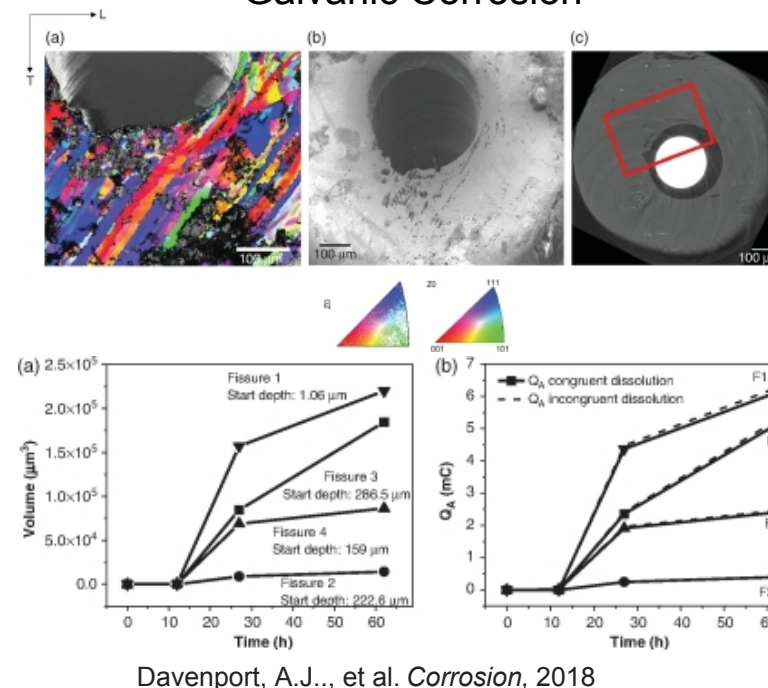 Galvanic Corrosion
L
T
(a)
(b)
(c)
100 µm
100 µm
100 µm
20
111
001
101
(a)
2.5×10⁵
2.0×10⁵
1.5×10⁵
1.0×10⁵
5.0×10⁴
0.0
Volume (µm³)
Fissure 1
Start depth: 1.06 µm
Fissure 3
Start depth: 286.5 µm
Fissure 4
Start depth: 159 µm
Fissure 2
Start depth: 222.6 µm
0 10 20 30 40 50 60
Time (h)
(b)
7
6
5
4
3
2
1
0
Q_A (mC)
Q_A congruent dissolution
Q_A incongruent dissolution
F1
0 10 20 30 40 50 60
Time (h)
Davenport, A.J.., et al. Corrosion, 2018